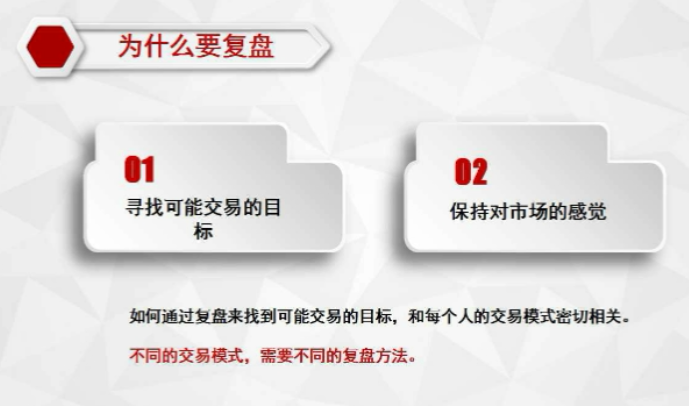 为什么要复盘
01
寻找可能交易的目
标
02
保持对市场的感觉
如何通过复盘来找到可能交易的目标，和每个人的交易模式密切相关。
不同的交易模式，需要不同的复盘方法。